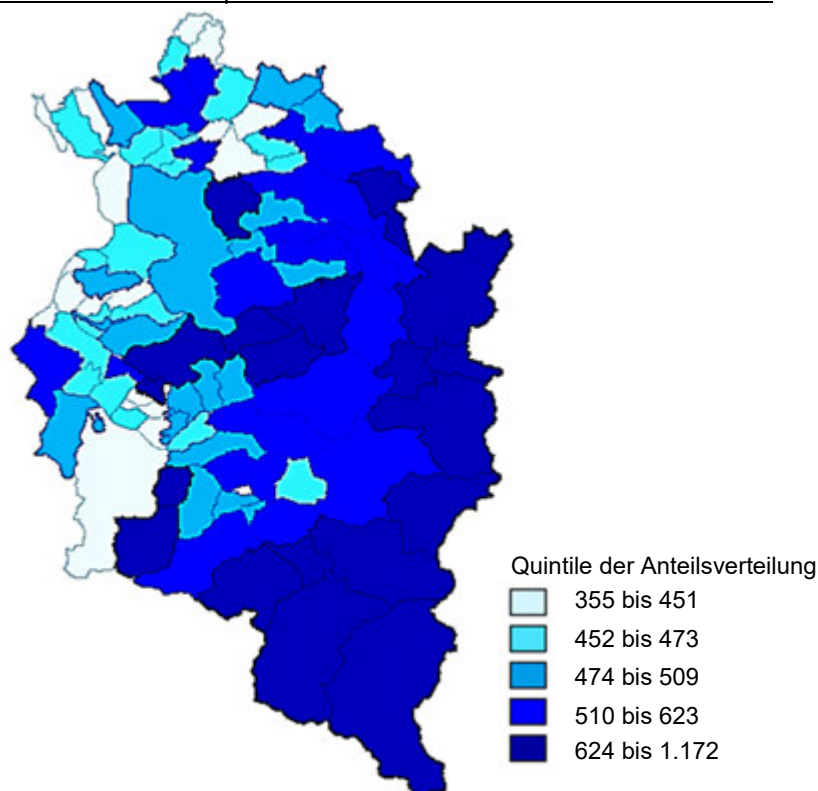 Quintile der Anteilsverteilung
355 bis 451
452 bis 473
474 bis 509
510 bis 623
624 bis 1.172